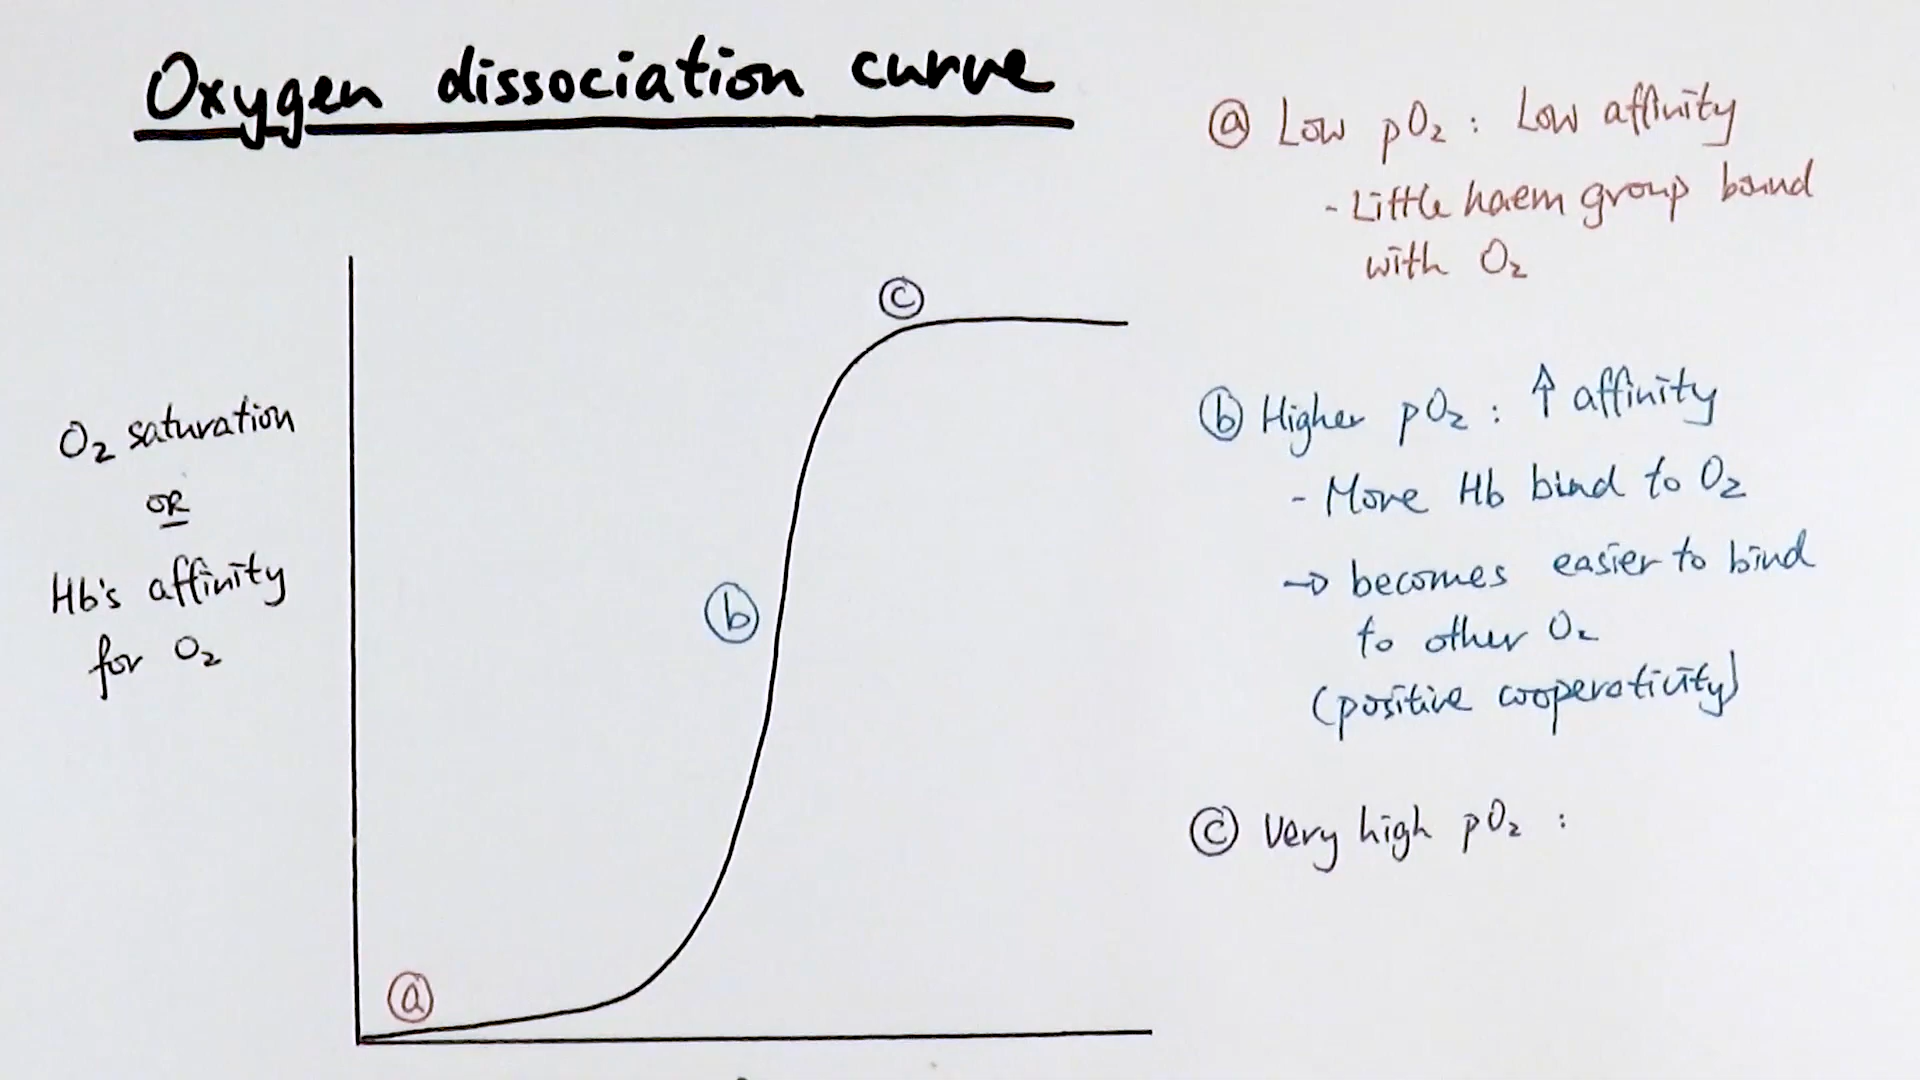 Oxygen dissociation curve
O₂ saturation
OR
Hb's affinity
for O₂
ⓐ
ⓑ
ⓒ
ⓐ Low pO₂ : Low affinity
- Little haem group bound
with O₂
ⓑ Higher pO₂ : ↑ affinity
- More Hb bind to O₂
→ becomes easier to bind
to other O₂
(positive cooperativity)
ⓒ Very high pO₂ :